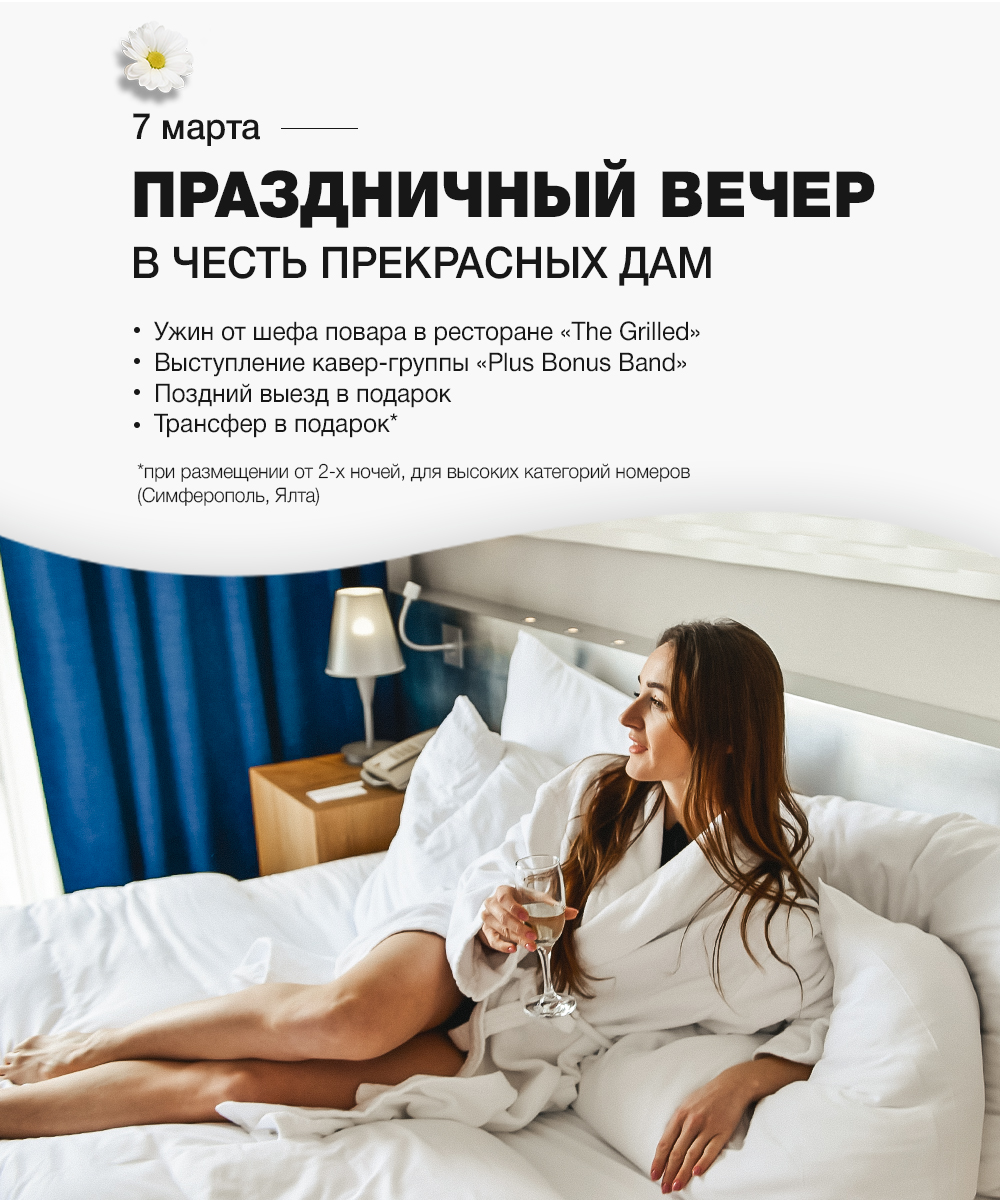 7 марта
ПРАЗДНИЧНЫЙ ВЕЧЕР
В ЧЕСТЬ ПРЕКРАСНЫХ ДАМ
• Ужин от шефа повара в ресторане «The Grilled»
• Выступление кавер-группы «Plus Bonus Band»
• Поздний выезд в подарок
• Трансфер в подарок*
*при размещении от 2-х ночей, для высоких категорий номеров
(Симферополь, Ялта)